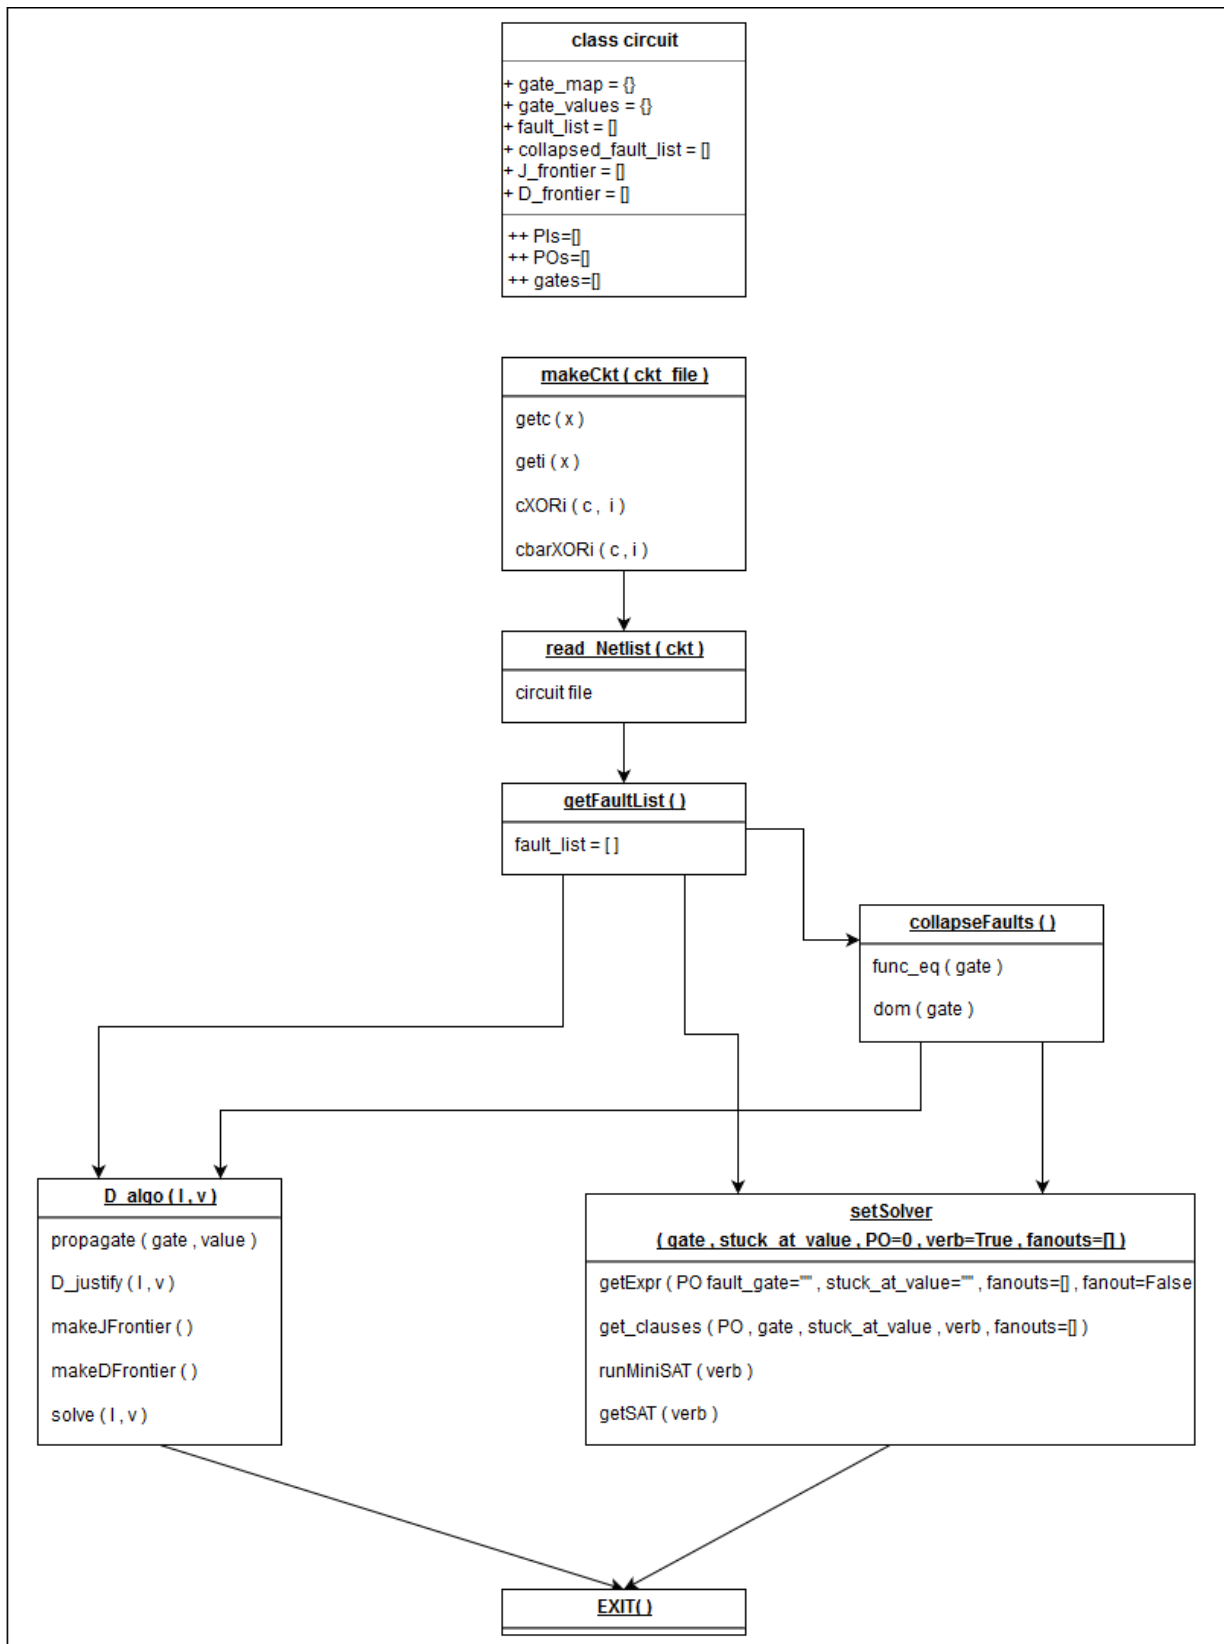 class circuit
+ gate_map = {}
+ gate_values = {}
+ fault_list = []
+ collapsed_fault_list = []
+ J_frontier = []
+ D_frontier = []
++ PIs=[]
++ POs=[]
++ gates=[]
makeCkt ( ckt_file )
getc ( x )
geti ( x )
cXORi ( c , i )
cbarXORi ( c , i )
read_Netlist ( ckt )
circuit file
getFaultList ( )
fault_list = [ ]
collapseFaults ( )
func_eq ( gate )
dom ( gate )
D_algo ( l , v )
propagate ( gate , value )
D_justify ( l , v )
makeJFrontier ( )
makeDFrontier ( )
solve ( l , v )
setSolver
( gate , stuck_at_value , PO=0 , verb=True , fanouts=[] )
getExpr ( PO fault_gate="" , stuck_at_value="" , fanouts=[] , fanout=False
get_clauses ( PO , gate , stuck_at_value , verb , fanouts=[] )
runMiniSAT ( verb )
getSAT ( verb )
EXIT()